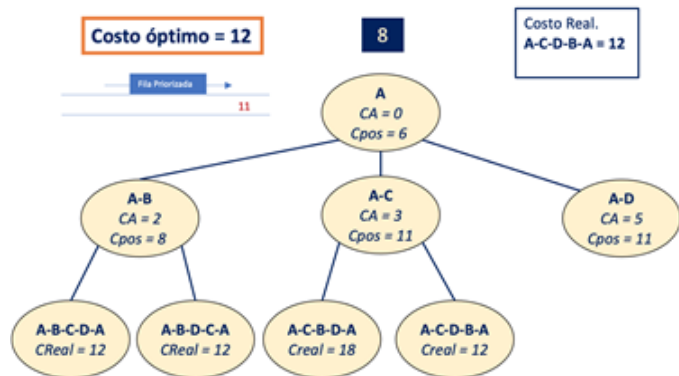 Costo óptimo = 12
8
Costo Real.
A-C-D-B-A = 12
Fila Priorizada
11
A
CA = 0
Cpos = 6
A-B
CA = 2
Cpos = 8
A-C
CA = 3
Cpos = 11
A-D
CA = 5
Cpos = 11
A-B-C-D-A
CReal = 12
A-B-D-C-A
CReal = 12
A-C-B-D-A
Creal = 18
A-C-D-B-A
Creal = 12